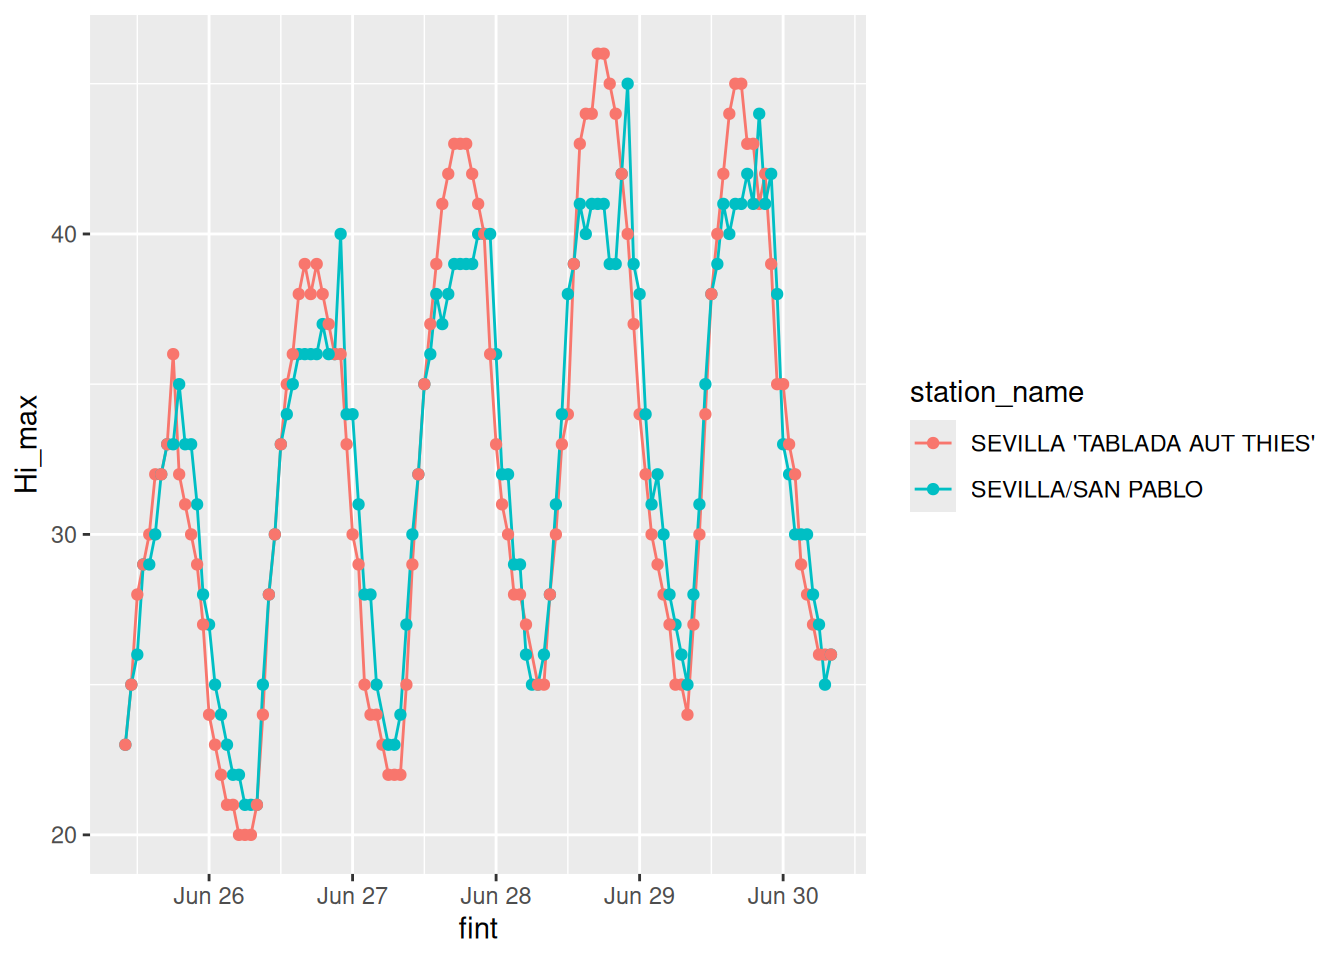 40
30
20
Hi_max
Jun 26
Jun 27
Jun 28
Jun 29
Jun 30
fint
station_name
SEVILLA 'TABLADA AUT THIES'
SEVILLA/SAN PABLO